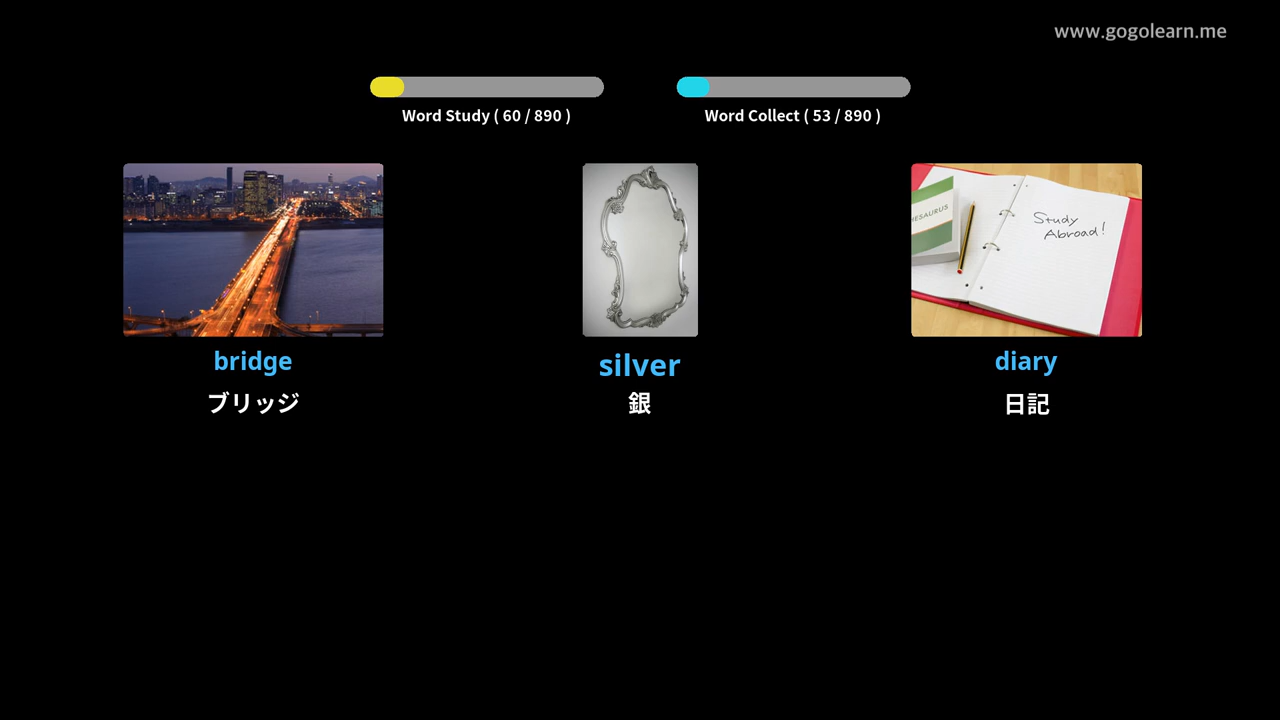 www.gogolearn.me
Word Study ( 60 / 890 )
Word Collect ( 53 / 890 )
HESAURUS
Study
Abroad!
bridge
silver
diary
ブリッジ
銀
日記